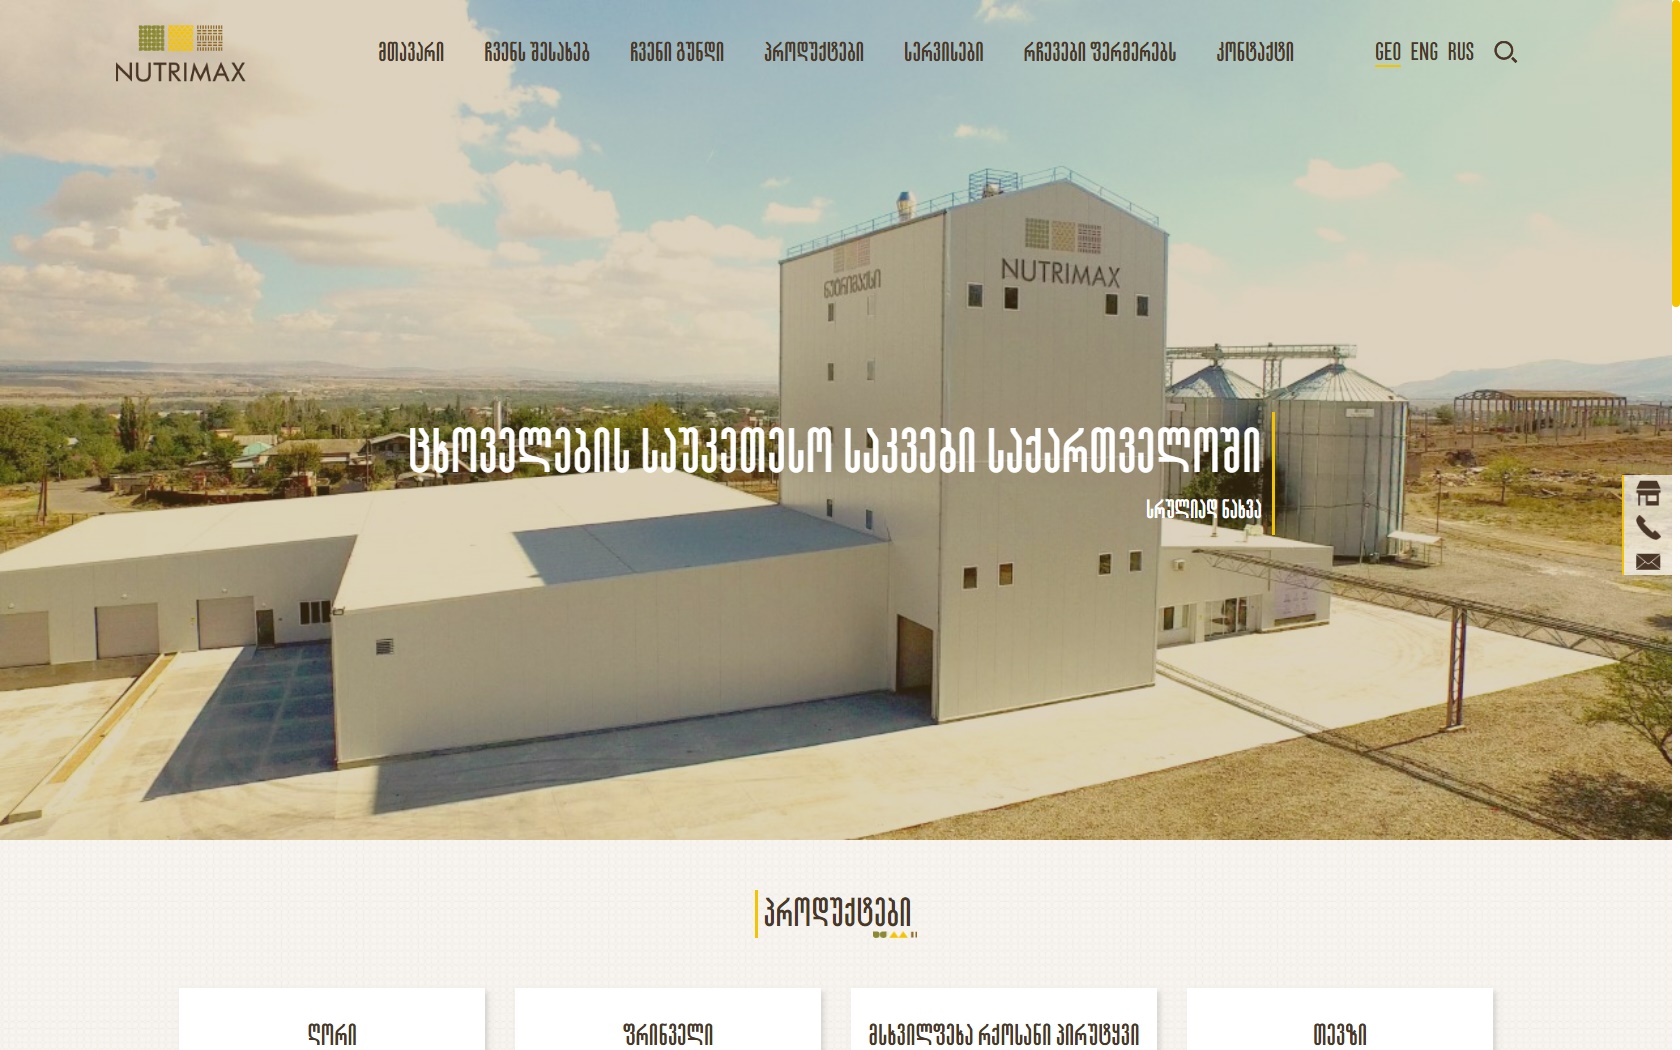 NUTRIMAX
მთავარი ჩვენს შესახებ ჩვენი გუნდი პროდუქტები სერვისები რჩევები ფერმერებს კონტაქტი GEO ENG RUS
ნუტრიმაქსი
NUTRIMAX
ცხოველების საუკეთესო საკვები საქართველოში
სრულიად ნახვა
პროდუქტები
ღორი
ფრინველი
მსხვილფეხა რქოსანი პირუტყვი
თევზი